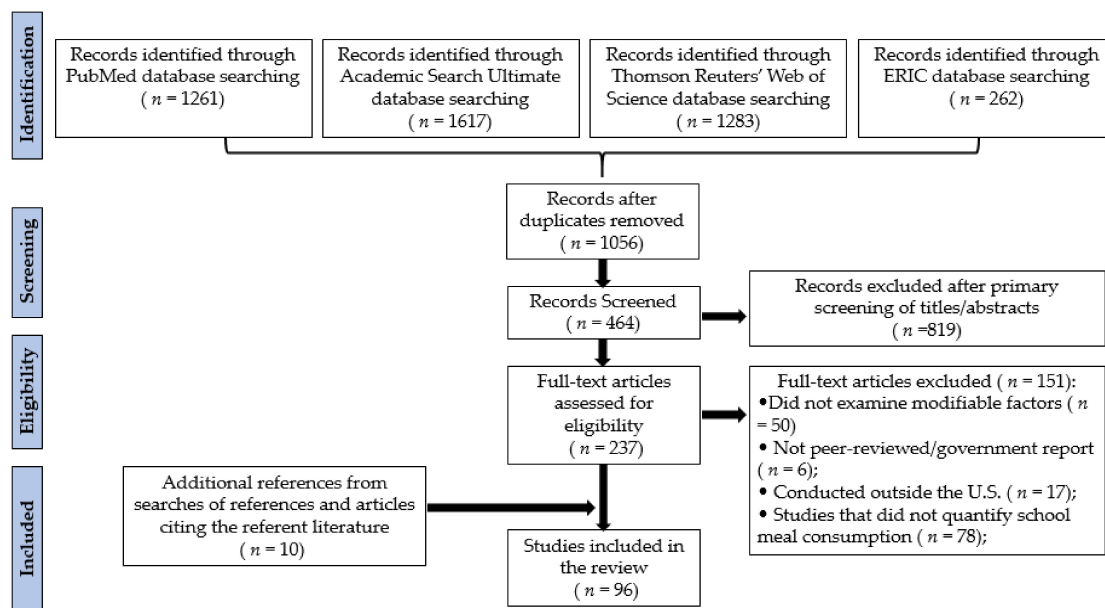 Identification
Records identified through
PubMed database searching
( n = 1261)
Records identified through
Academic Search Ultimate
database searching
( n = 1617)
Records identified through
Thomson Reuters' Web of
Science database searching
( n = 1283)
Records identified through
ERIC database searching
( n = 262)
Screening
Records after
duplicates removed
( n = 1056)
Records Screened
( n = 464)
Records excluded after primary
screening of titles/abstracts
( n =819)
Eligibility
Full-text articles
assessed for
eligibility
( n = 237)
Full-text articles excluded ( n = 151):
•Did not examine modifiable factors ( n
= 50)
• Not peer-reviewed/government report
( n = 6);
• Conducted outside the U.S. ( n = 17);
• Studies that did not quantify school
meal consumption ( n = 78);
Included
Additional references from
searches of references and articles
citing the referent literature
( n = 10)
Studies included in
the review
( n = 96)